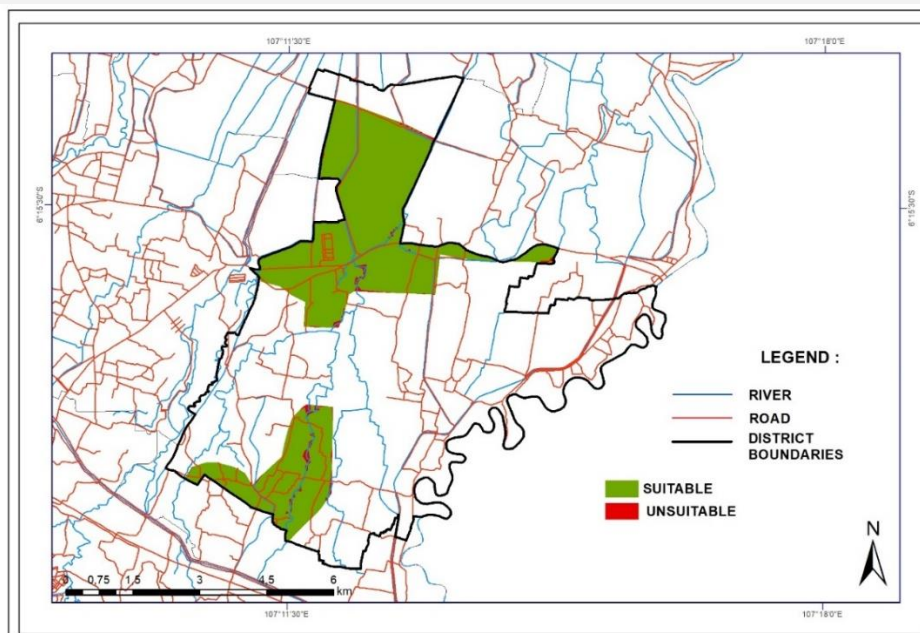 107°11'30"E
107°18'0"E
6°15'30"S
6°15'30"S
LEGEND :
RIVER
ROAD
DISTRICT
BOUNDARIES
SUITABLE
UNSUITABLE
N
0 0.75 1.5 3 4.5 6
km
107°11'30"E
107°18'0"E